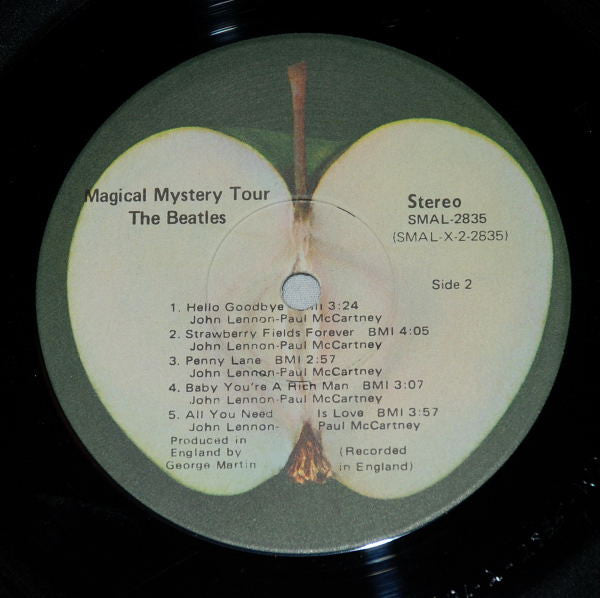 Magical Mystery Tour
The Beatles
Stereo
SMAL-2835
(SMAL-X-2-2835)
Side 2
1. Hello Goodbye BMI 3:24
John Lennon-Paul McCartney
2. Strawberry Fields Forever BMI 4:05
John Lennon-Paul McCartney
3. Penny Lane BMI 2:57
John Lennon-Paul McCartney
4. Baby You're A Rich Man BMI 3:07
John Lennon-Paul McCartney
5. All You Need Is Love BMI 3:57
John Lennon- Paul McCartney
Produced in
England by
George Martin
(Recorded
in England)